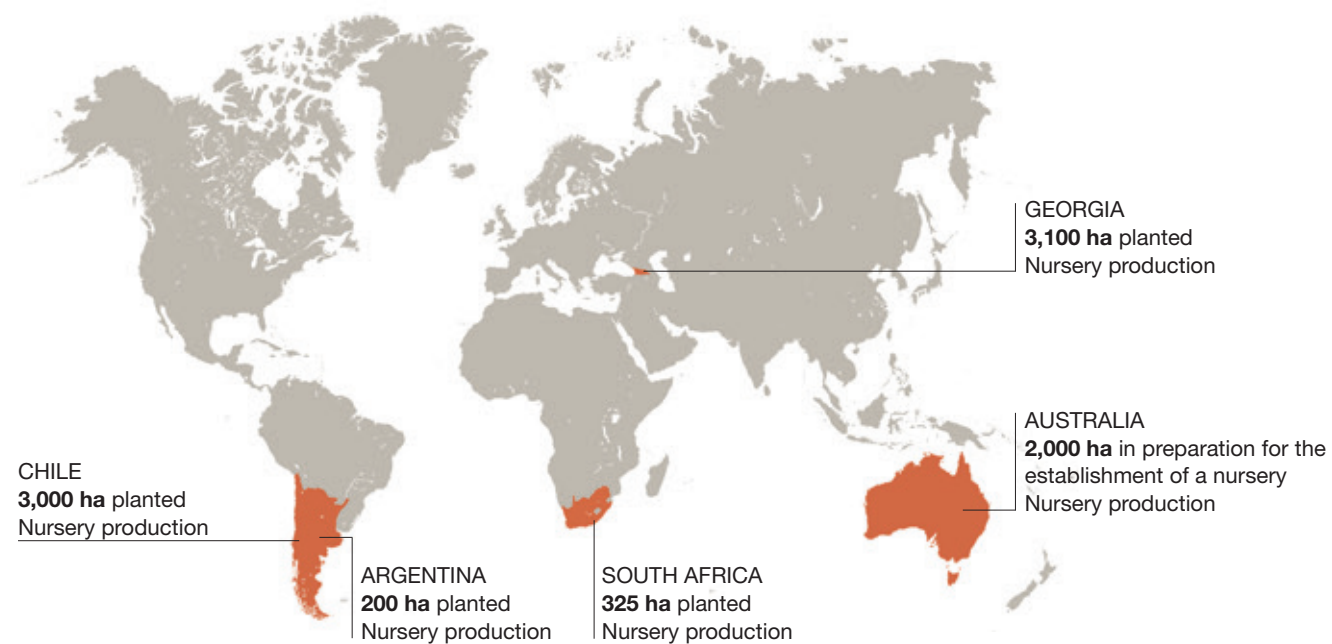 GEORGIA
3,100 ha planted
Nursery production
AUSTRALIA
2,000 ha in preparation for the
establishment of a nursery
Nursery production
CHILE
3,000 ha planted
Nursery production
ARGENTINA
200 ha planted
Nursery production
SOUTH AFRICA
325 ha planted
Nursery production